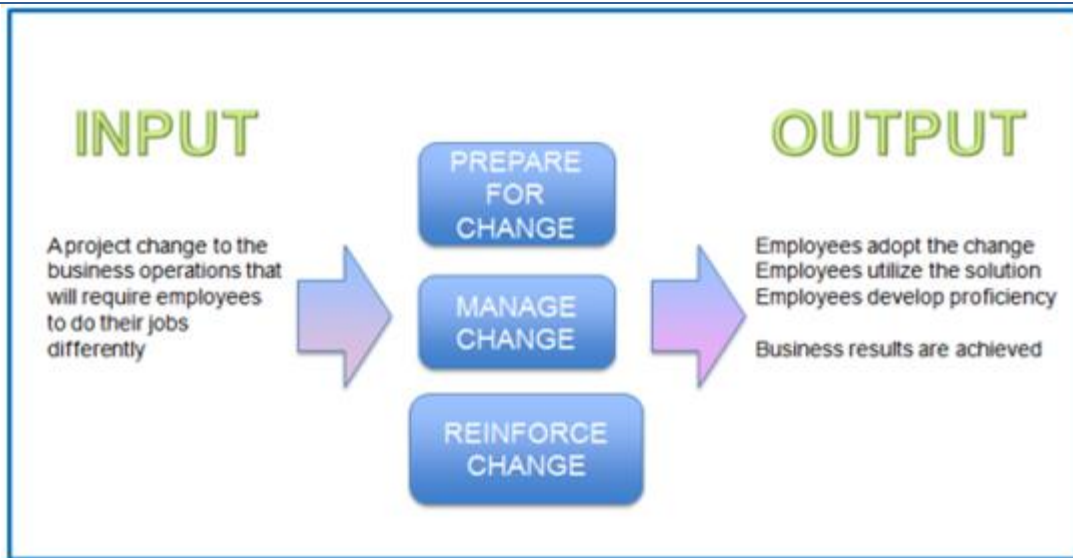 INPUT
A project change to the
business operations that
will require employees
to do their jobs
differently
PREPARE
FOR
CHANGE
MANAGE
CHANGE
REINFORCE
CHANGE
OUTPUT
Employees adopt the change
Employees utilize the solution
Employees develop proficiency
Business results are achieved